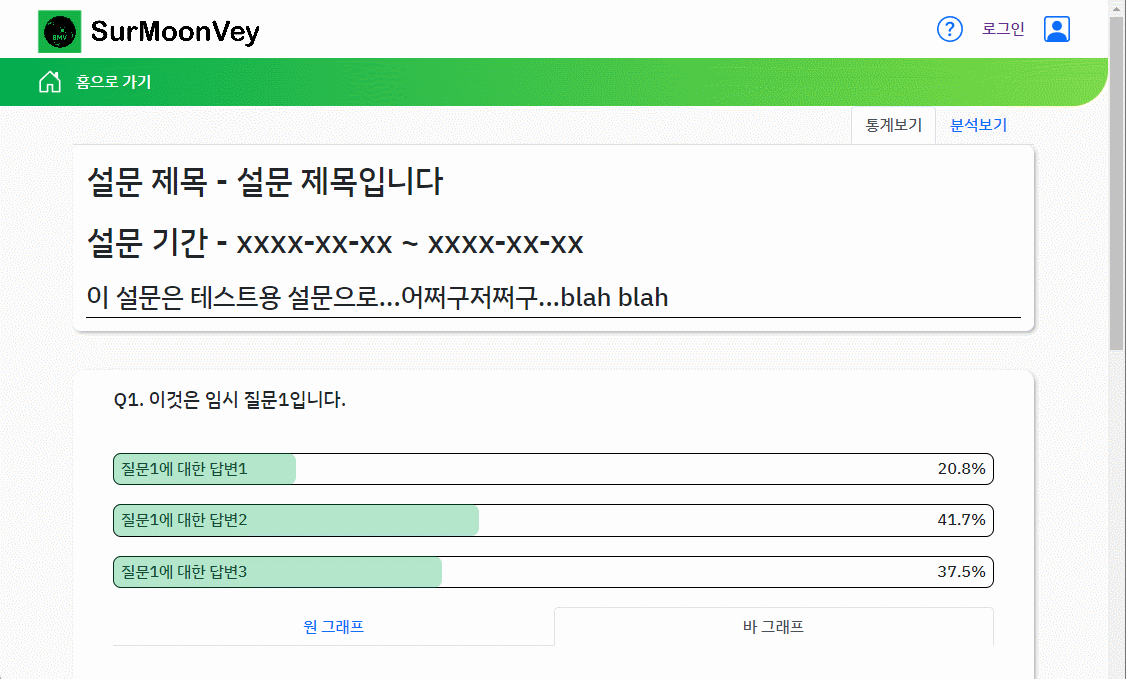 BMV
SurMoonVey
?
로그인
홈으로 가기
통계보기
분석보기
설문 제목 - 설문 제목입니다
설문 기간 - xxxx-xx-xx ~ xxxx-xx-xx
이 설문은 테스트용 설문으로...어쩌구저쩌구...blah blah
Q1. 이것은 임시 질문1입니다.
질문1에 대한 답변1 20.8%
질문1에 대한 답변2 41.7%
질문1에 대한 답변3 37.5%
원 그래프
바 그래프